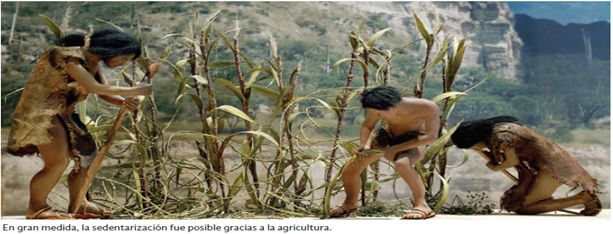 En gran medida, la sedentarización fue posible gracias a la agricultura.